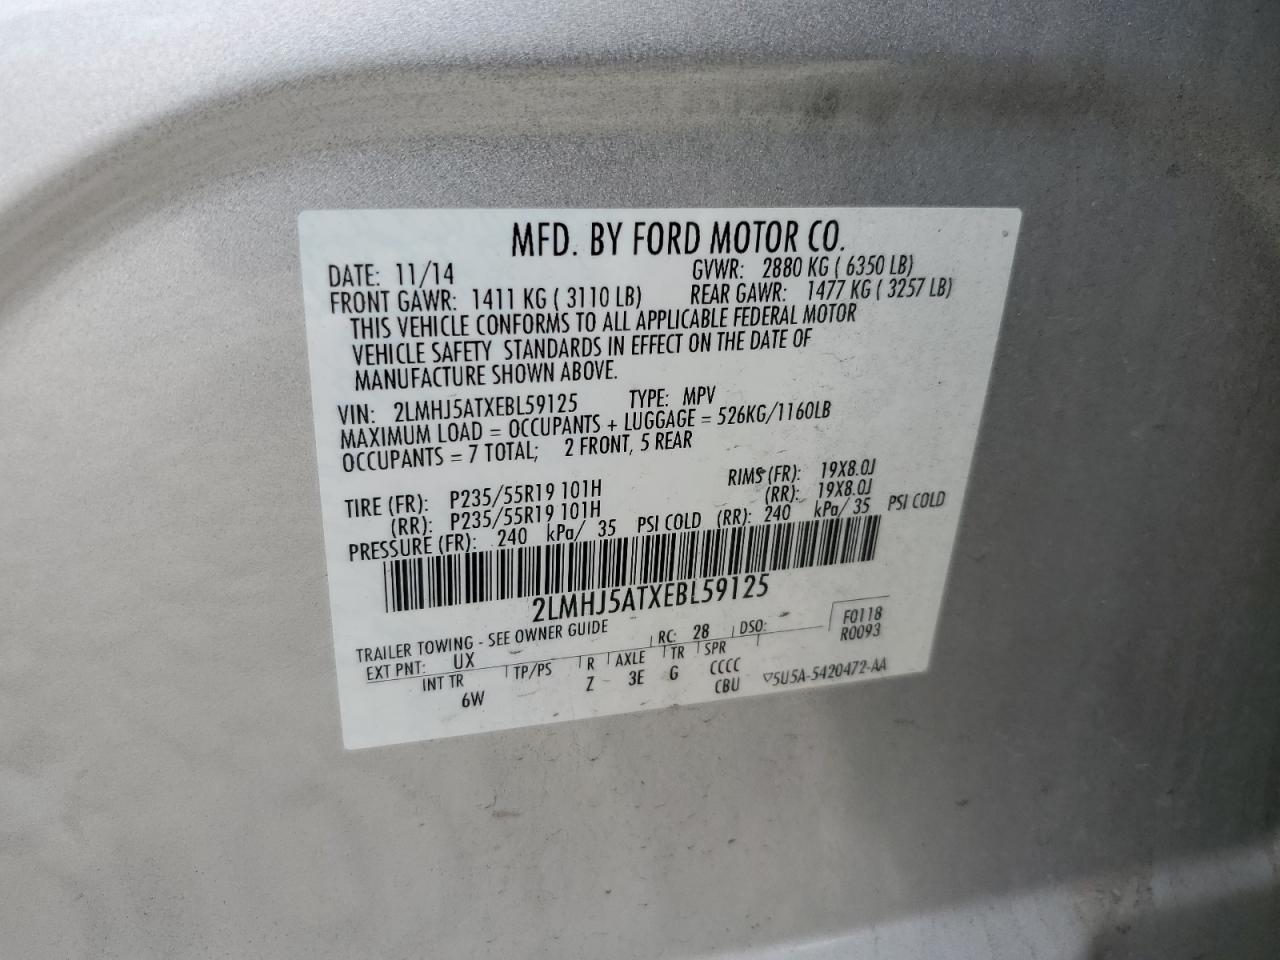 MFD. BY FORD MOTOR CO.
DATE: 11/14 GVWR: 2880 KG ( 6350 LB)
FRONT GAWR: 1411 KG ( 3110 LB) REAR GAWR: 1477 KG ( 3257 LB)
THIS VEHICLE CONFORMS TO ALL APPLICABLE FEDERAL MOTOR
VEHICLE SAFETY STANDARDS IN EFFECT ON THE DATE OF
MANUFACTURE SHOWN ABOVE.
VIN: 2LMHJ5ATXEBL59125 TYPE: MPV
MAXIMUM LOAD = OCCUPANTS + LUGGAGE = 526KG/1160LB
OCCUPANTS = 7 TOTAL; 2 FRONT, 5 REAR
TIRE (FR): P235/55R19 101H RIMS (FR): 19X8.0J
(RR): P235/55R19 101H (RR): 19X8.0J
PRESSURE (FR): 240 kPa/ 35 PSI COLD (RR): 240 kPa/ 35 PSI COLD
2LMHJ5ATXEBL59125
TRAILER TOWING - SEE OWNER GUIDE
F0118
EXT PNT: UX RC: 28 DSO: R0093
INT TR TP/PS R AXLE TR SPR
6W Z 3E G CCCC
CBU 5U5A-5420472-AA